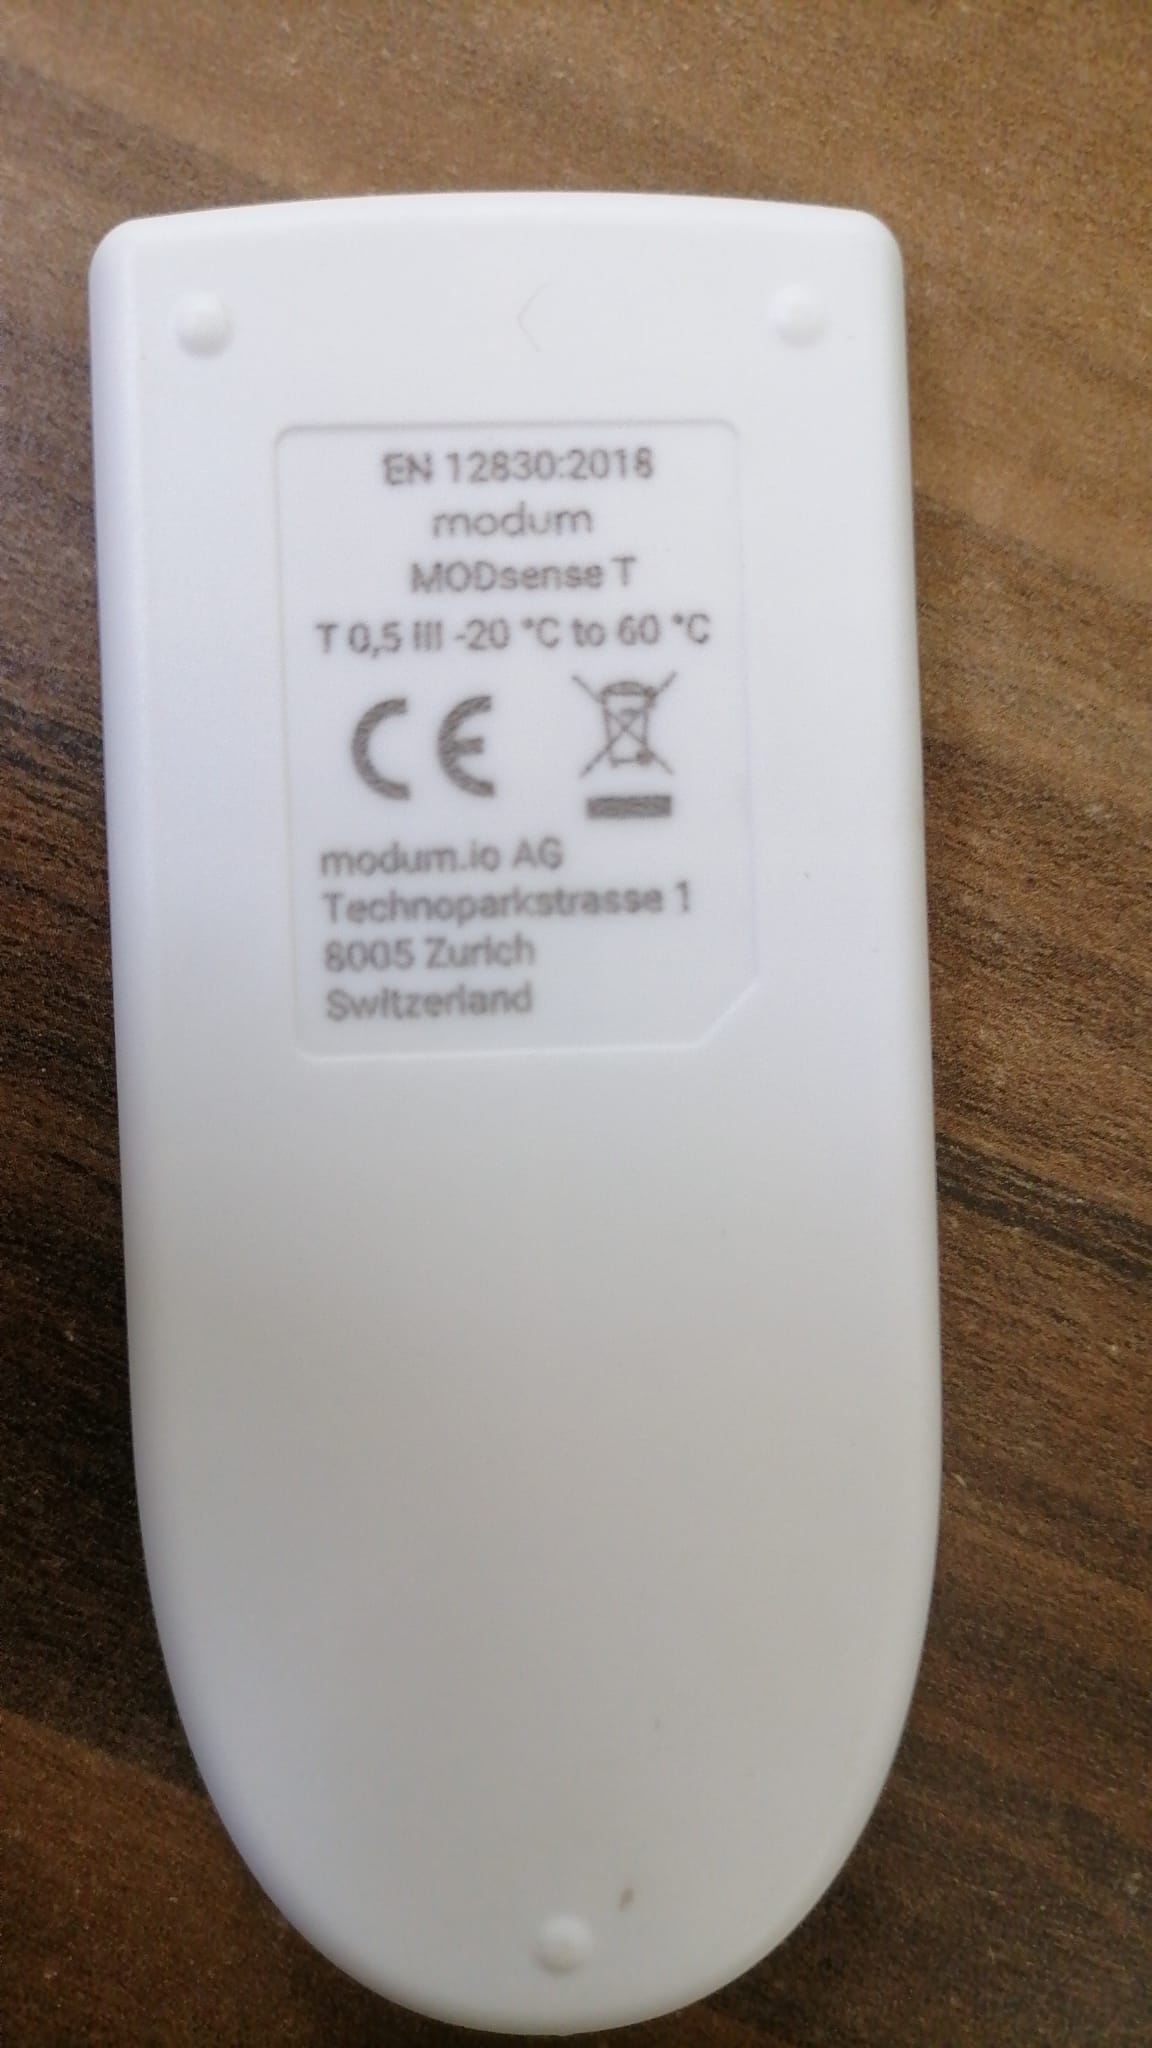 EN 12830:2018
modum
MODsense T
T 0,5 III -20 °C to 60 °C
CE
modum.io AG
Technoparkstrasse 1
8005 Zurich
Switzerland